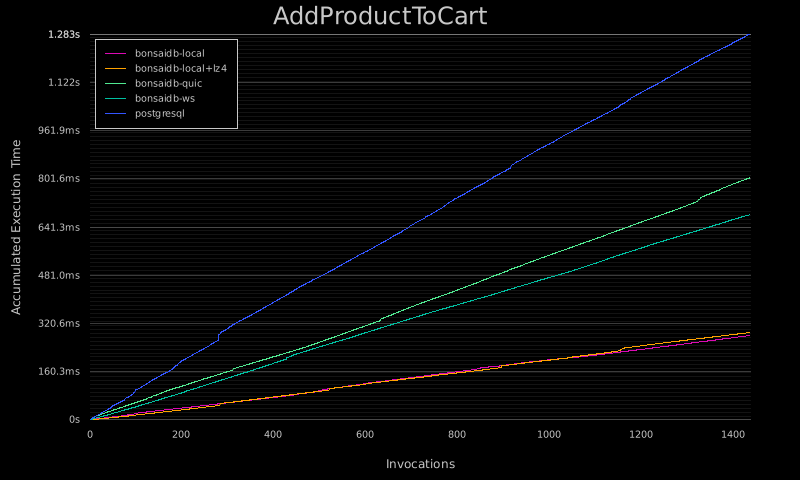 AddProductToCart
1.283s
1.122s
961.9ms
801.6ms
641.3ms
481.0ms
320.6ms
160.3ms
0s
Accumulated Execution Time
bonsaidb-local
bonsaidb-local+lz4
bonsaidb-quic
bonsaidb-ws
postgresql
0 200 400 600 800 1000 1200 1400
Invocations